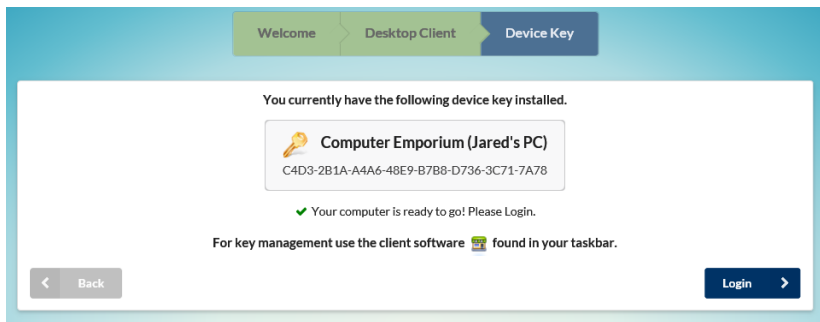 Welcome
Desktop Client
Device Key
You currently have the following device key installed.
Computer Emporium (Jared's PC)
C4D3-2B1A-A4A6-48E9-B7B8-D736-3C71-7A78
Your computer is ready to go! Please Login.
For key management use the client software found in your taskbar.
Back
Login